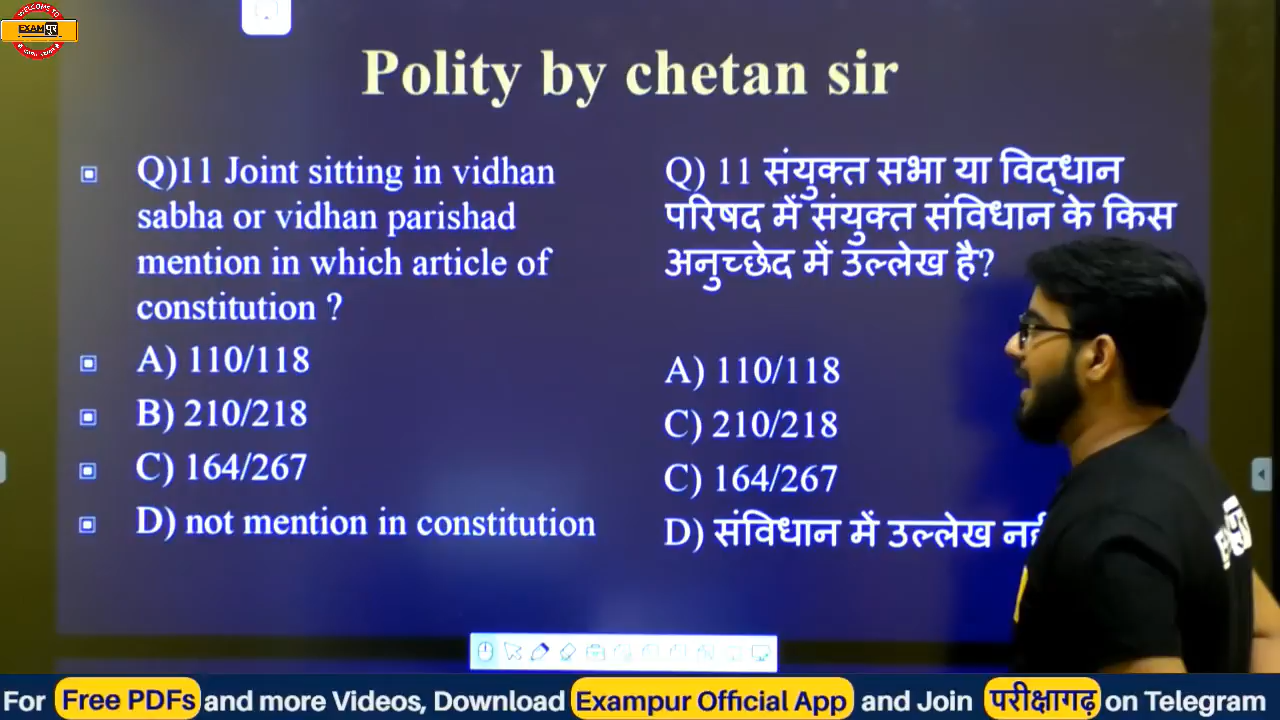 WELCOME TO
EXAMपुर
Polity by chetan sir
Q)11 Joint sitting in vidhan
sabha or vidhan parishad
mention in which article of
constitution ?
A) 110/118
B) 210/218
C) 164/267
D) not mention in constitution
Q) 11 संयुक्त सभा या विद्धान
परिषद में संयुक्त संविधान के किस
अनुच्छेद में उल्लेख है?
A) 110/118
C) 210/218
C) 164/267
D) संविधान में उल्लेख
For Free PDFs and more Videos, Download Exampur Official App and Join परीक्षागढ़ on Telegram